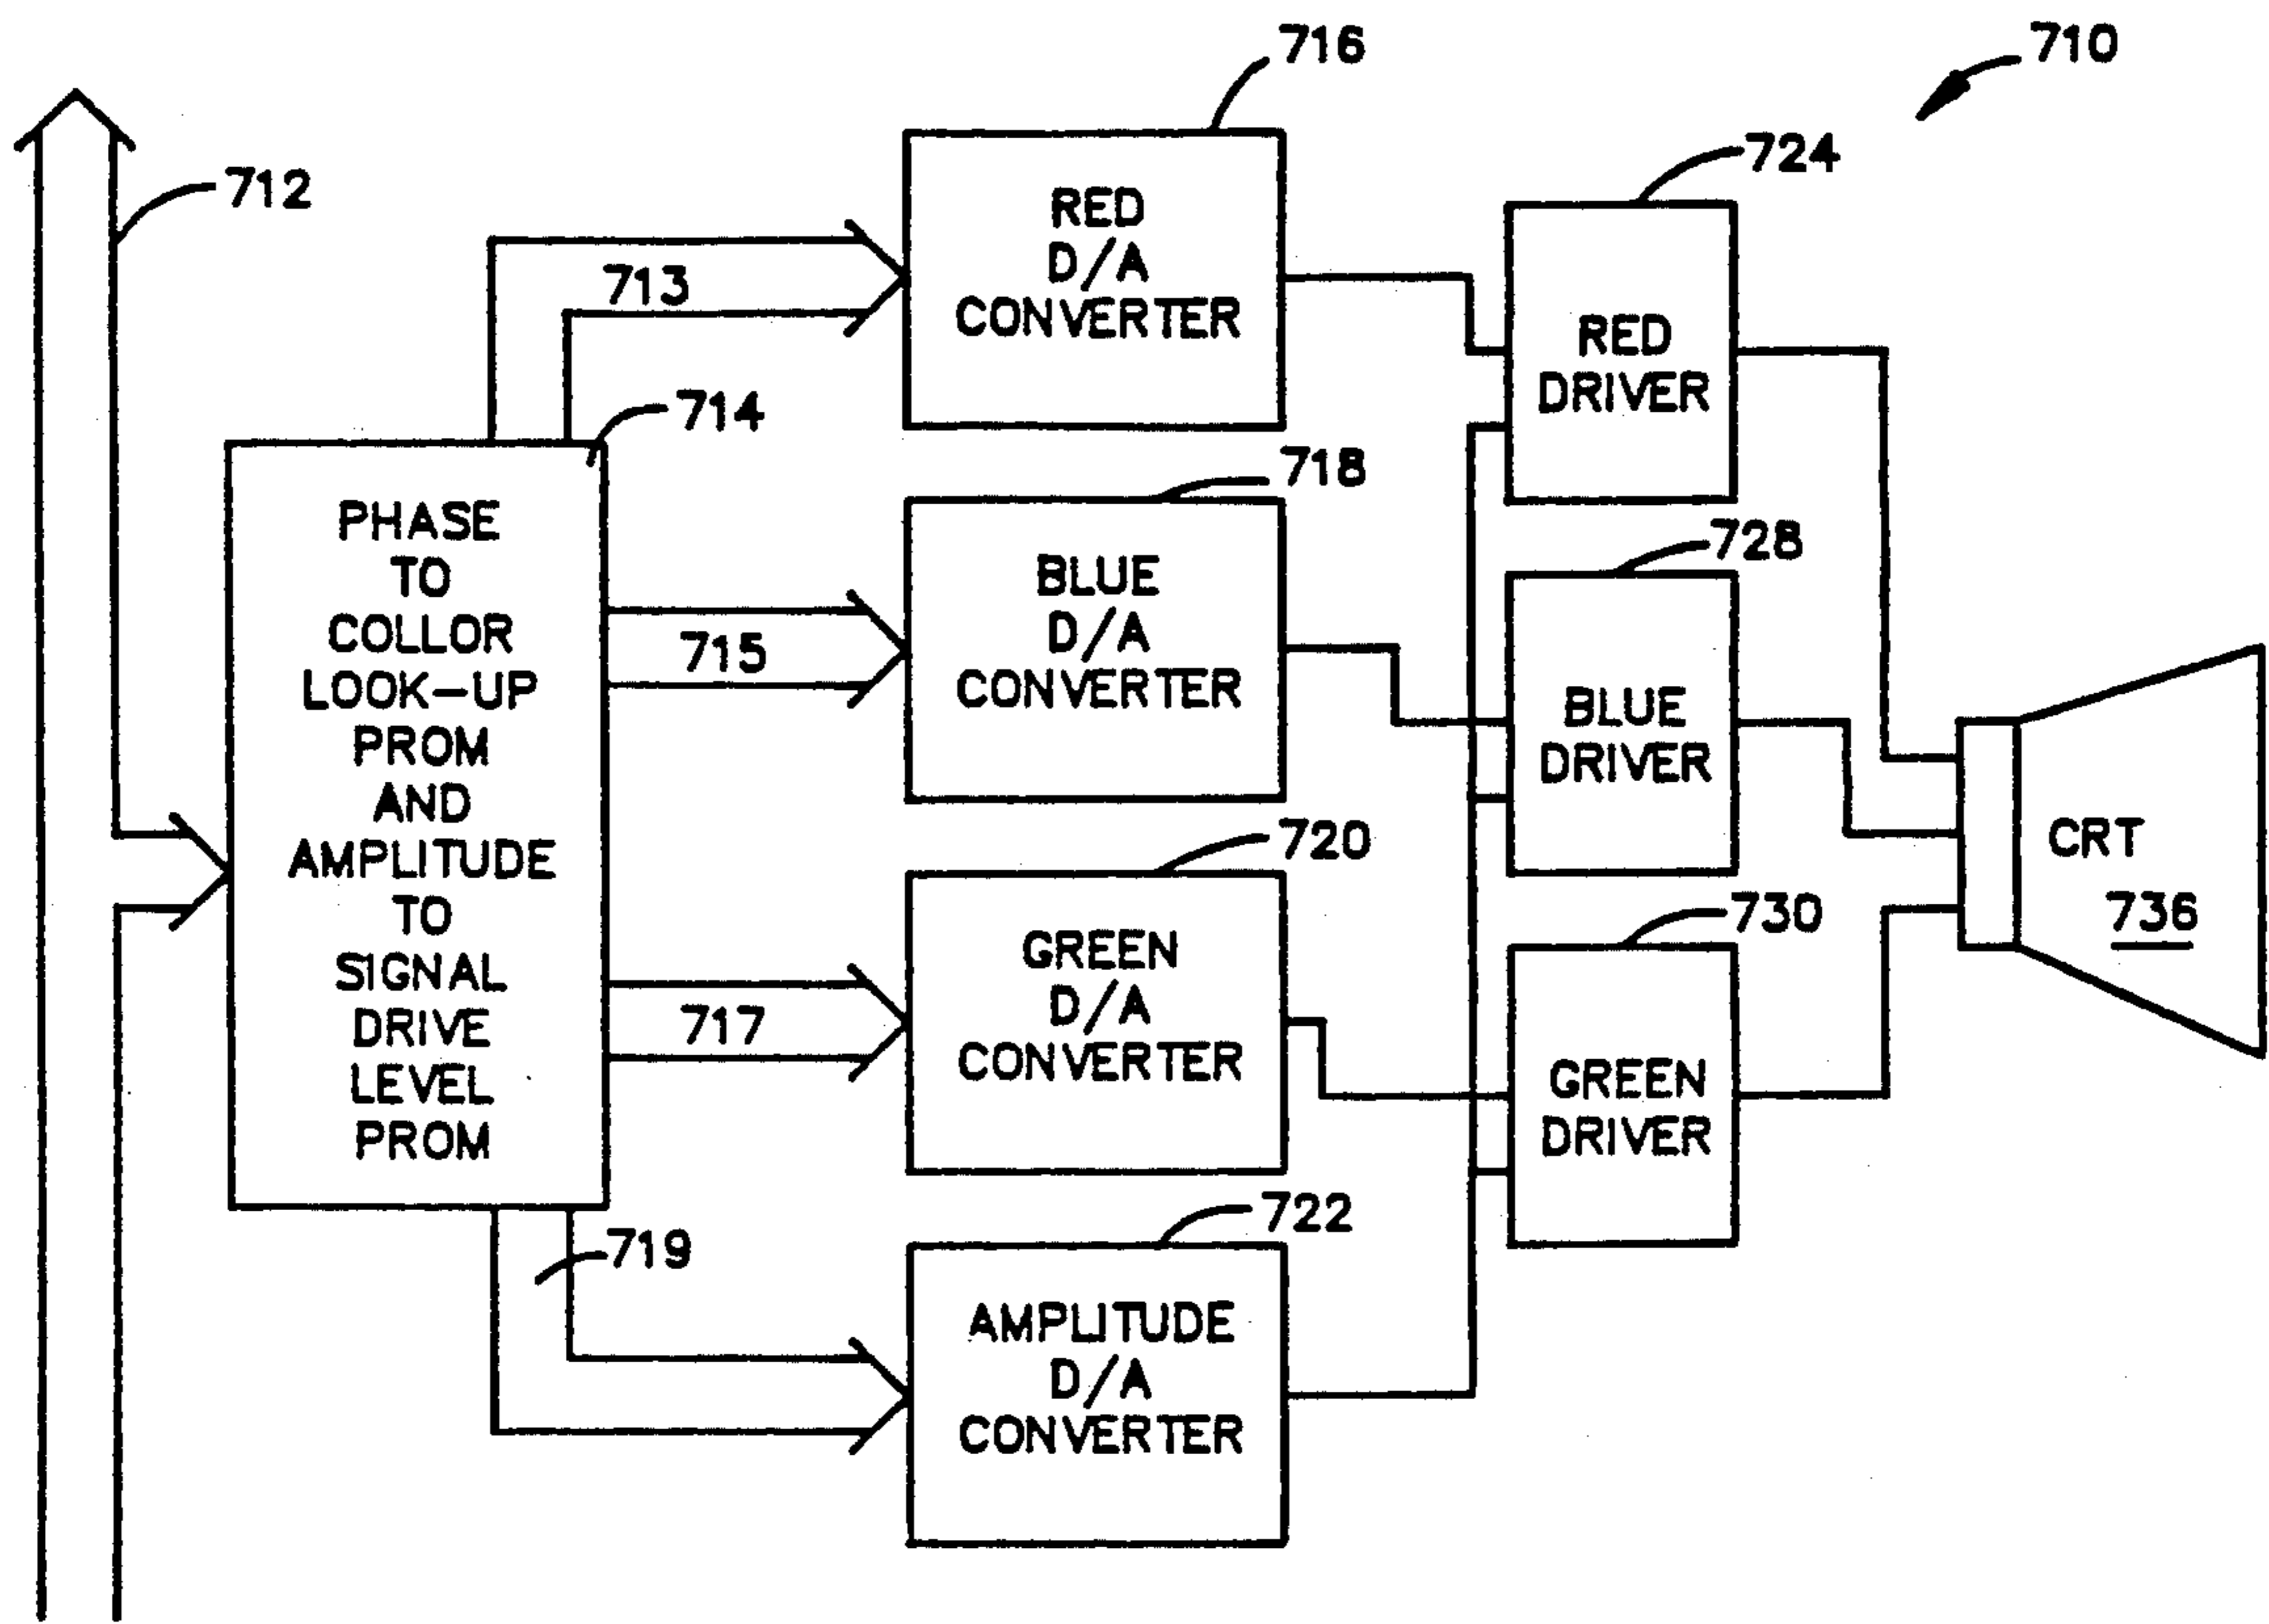 710
716
724
712
RED
D/A
CONVERTER
713
RED
DRIVER
714
718
728
PHASE
TO
COLLOR
LOOK-UP
PROM
AND
AMPLITUDE
TO
SIGNAL
DRIVE
LEVEL
PROM
BLUE
D/A
CONVERTER
715
BLUE
DRIVER
720
730
CRT
736
GREEN
D/A
CONVERTER
717
GREEN
DRIVER
722
719
AMPLITUDE
D/A
CONVERTER